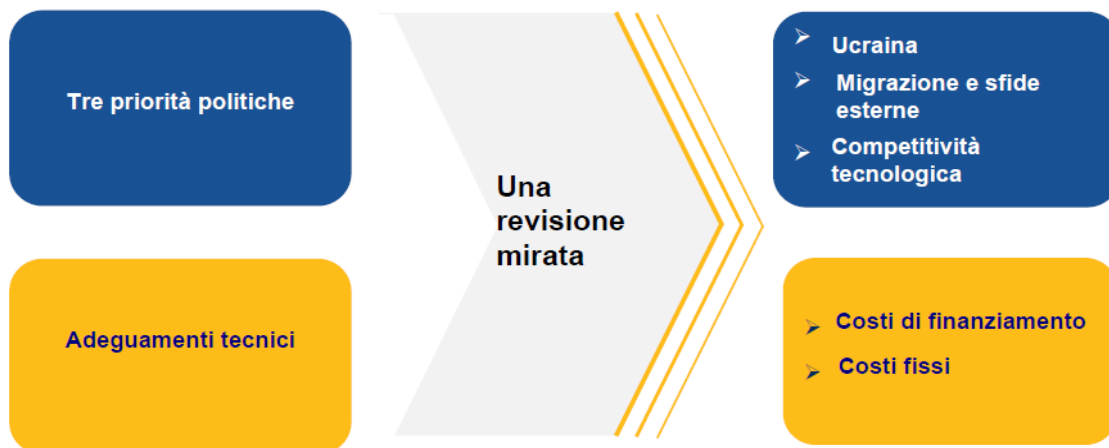 Tre priorità politiche
Adeguamenti tecnici
Una
revisione
mirata
Ucraina
Migrazione e sfide
esterne
Competitività
tecnologica
Costi di finanziamento
Costi fissi